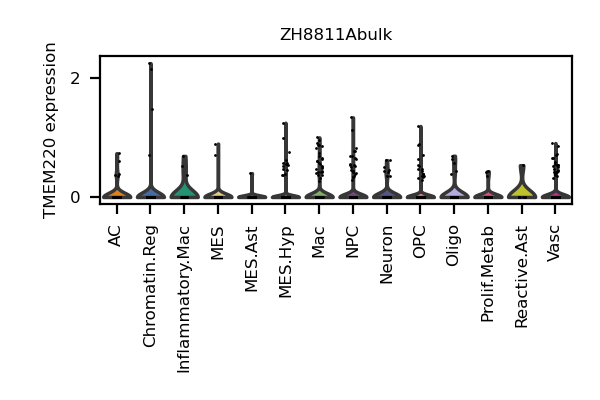 ZH8811Abulk
TMEM220 expression
2
0
AC
Chromatin.Reg
Inflammatory.Mac
MES
MES.Ast
MES.Hyp
Mac
NPC
Neuron
OPC
Oligo
Prolif.Metab
Reactive.Ast
Vasc